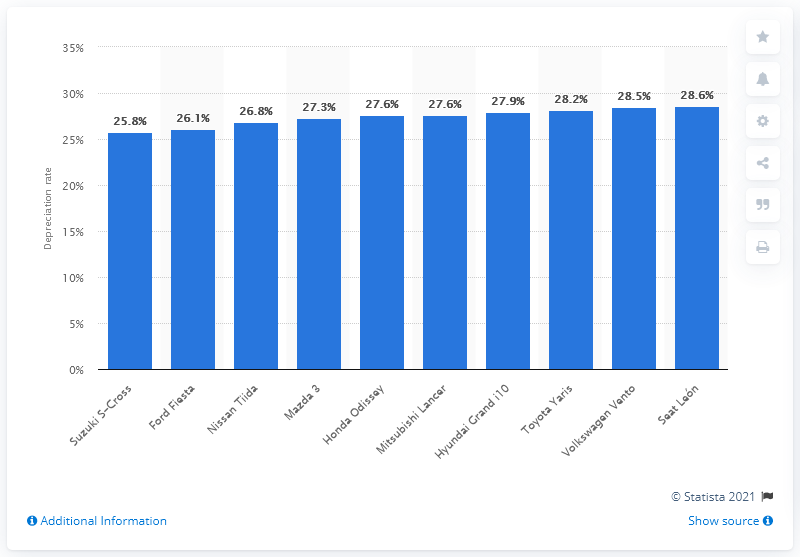 35%
30%
25%
20%
15%
10%
5%
0%
Depreciation rate
25.8%
26.1%
26.8%
27.3%
27.6%
27.6%
27.9%
28.2%
28.5%
28.6%
Suzuki S-Cross
Ford Fiesta
Nissan Tiida
Mazda 3
Honda Odissey
Mitsubishi Lancer
Hyundai Grand i10
Toyota Yaris
Volkswagen Vento
Seat León
© Statista 2021
Additional Information
Show source